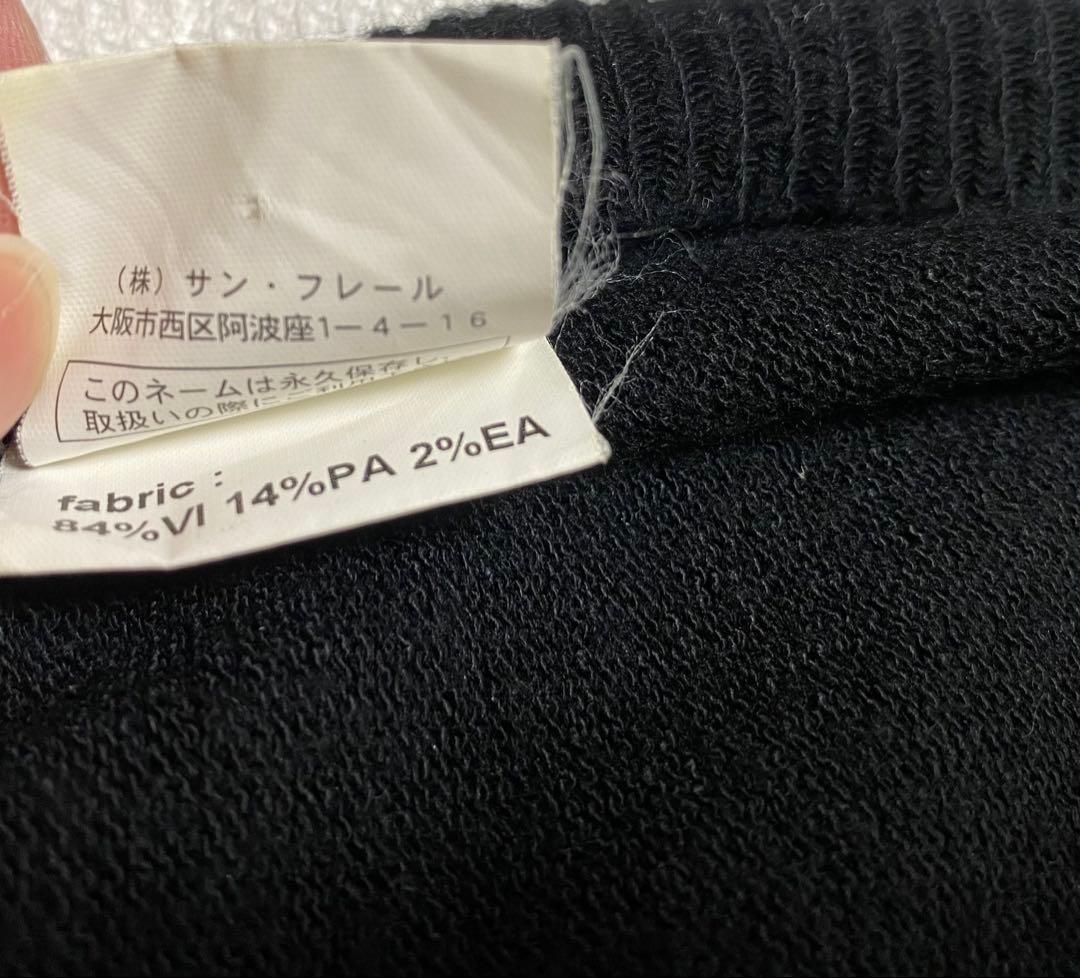 (株)サン・フレール
大阪市西区阿波座1ー4ー16
このネームは永久保存し、
取扱いの際に
fabric :
84%VI 14%PA 2%EA